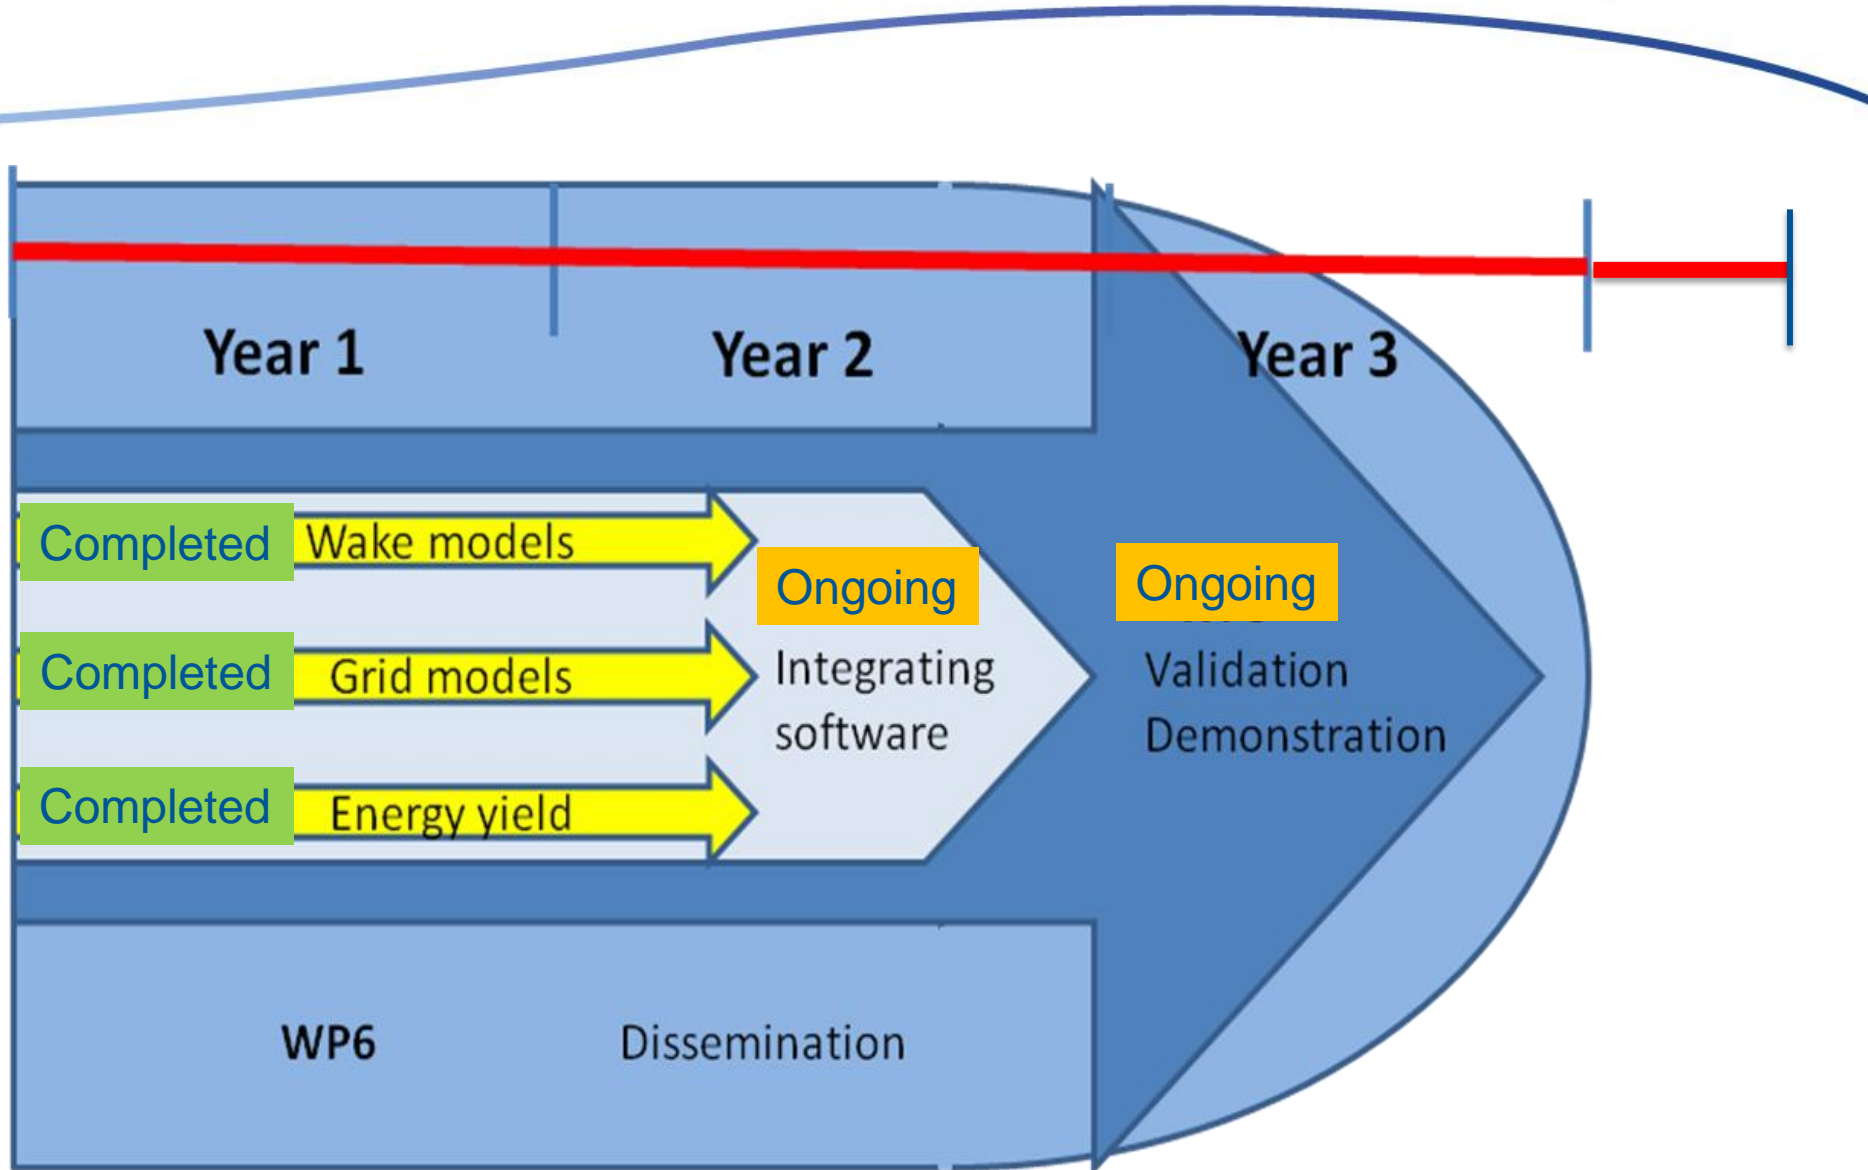 Year 1
Year 2
Year 3
Completed
Wake models
Ongoing
Ongoing
Completed
Grid models
Integrating
software
Validation
Demonstration
Completed
Energy yield
WP6
Dissemination